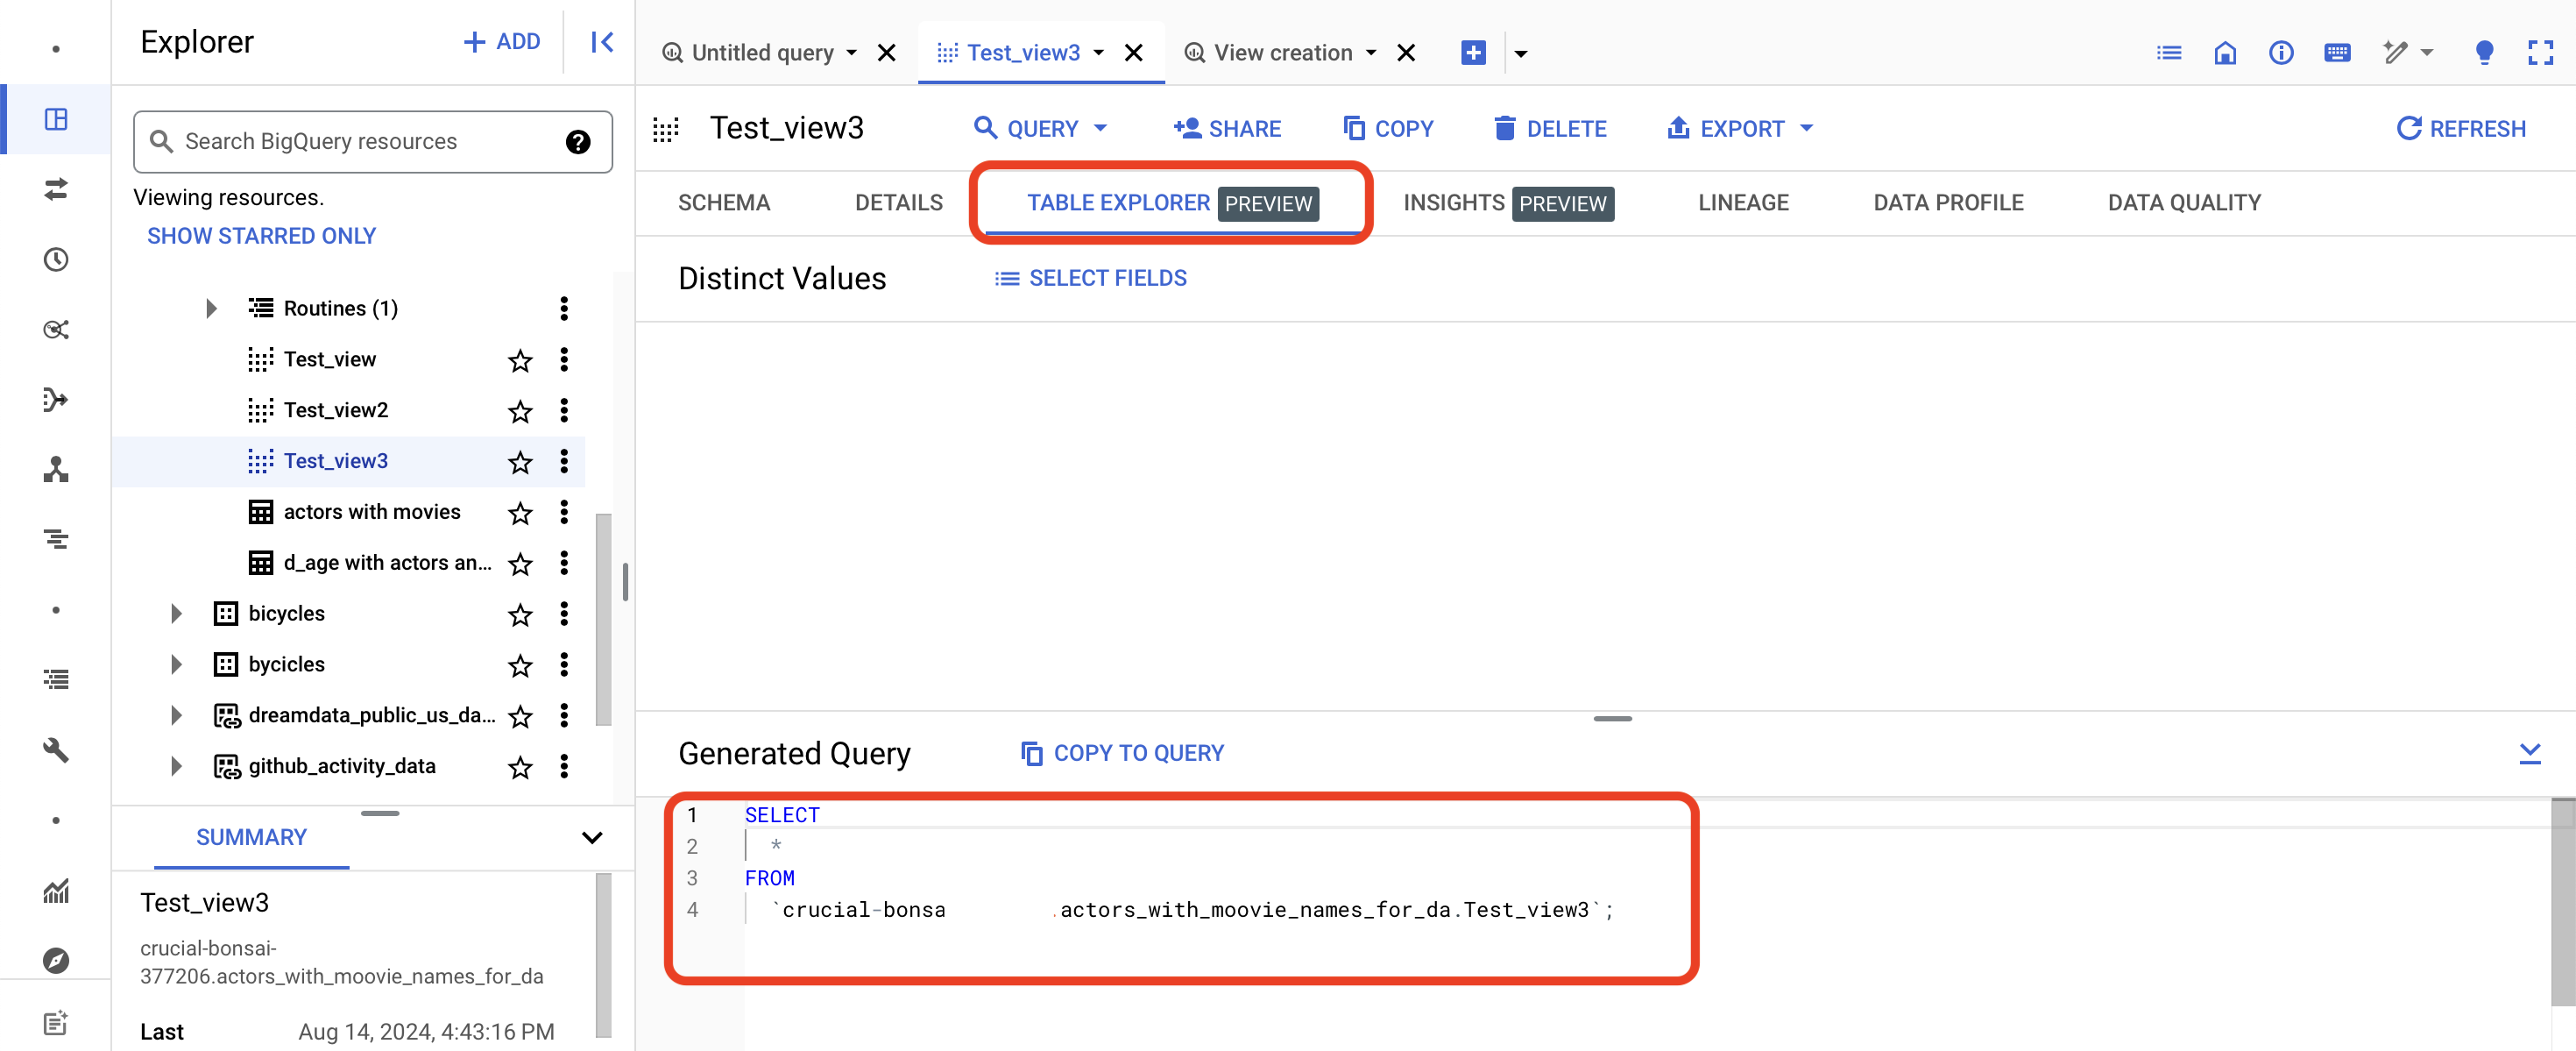 Explorer
ADD
Search BigQuery resources
Viewing resources.
SHOW STARRED ONLY
Routines (1)
Test_view
Test_view2
Test_view3
actors with movies
d_age with actors an...
bicycles
bycicles
dreamdata_public_us_da...
github_activity_data
SUMMARY
Test_view3
crucial-bonsai-
377206.actors_with_moovie_names_for_da
Last Aug 14, 2024, 4:43:16 PM
Untitled query Test_view3 View creation
Test_view3 QUERY SHARE COPY DELETE EXPORT REFRESH
SCHEMA DETAILS TABLE EXPLORER PREVIEW INSIGHTS PREVIEW LINEAGE DATA PROFILE DATA QUALITY
Distinct Values SELECT FIELDS
Generated Query COPY TO QUERY
1 SELECT
2 *
3 FROM
4 `crucial-bonsa .actors_with_moovie_names_for_da.Test_view3`;